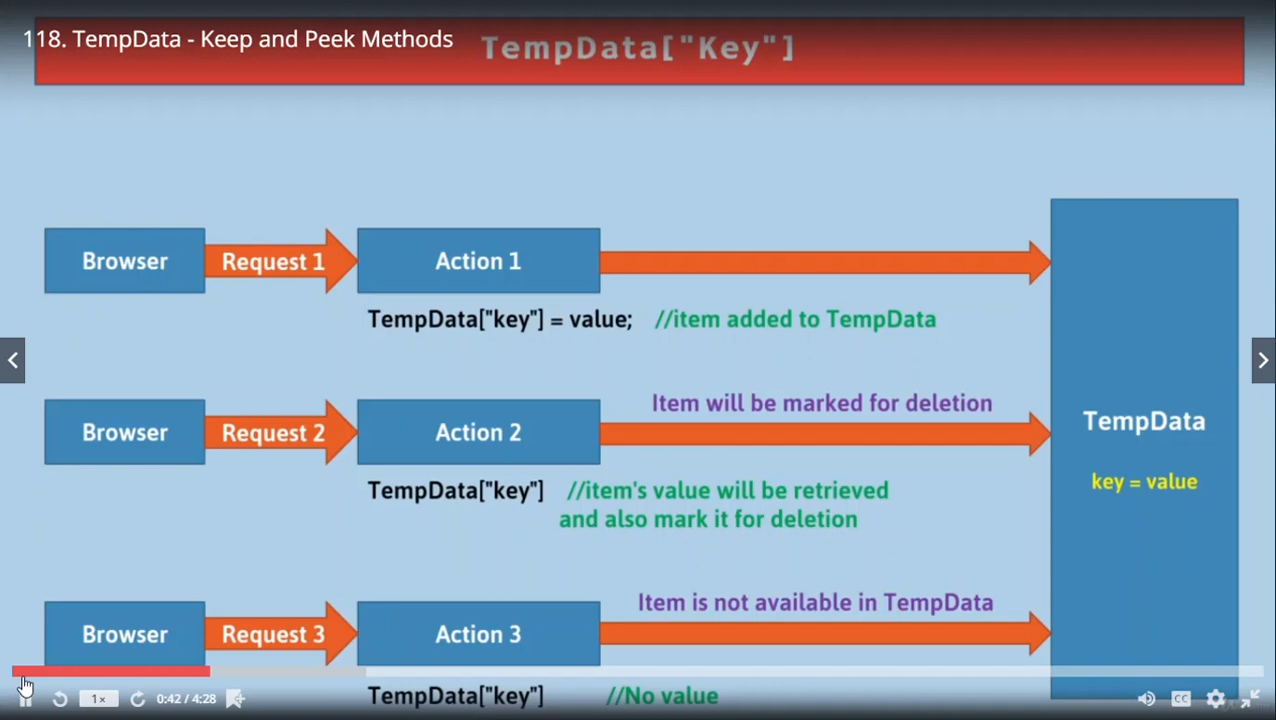 118. TempData - Keep and Peek Methods
TempData["Key"]
Browser
Request 1
Action 1
TempData["key"] = value; //item added to TempData
Item will be marked for deletion
Browser
Request 2
Action 2
TempData
key = value
TempData["key"] //item's value will be retrieved
and also mark it for deletion
Item is not available in TempData
Browser
Request 3
Action 3
TempData["key"] //No value
1x
0:42 / 4:28
CC